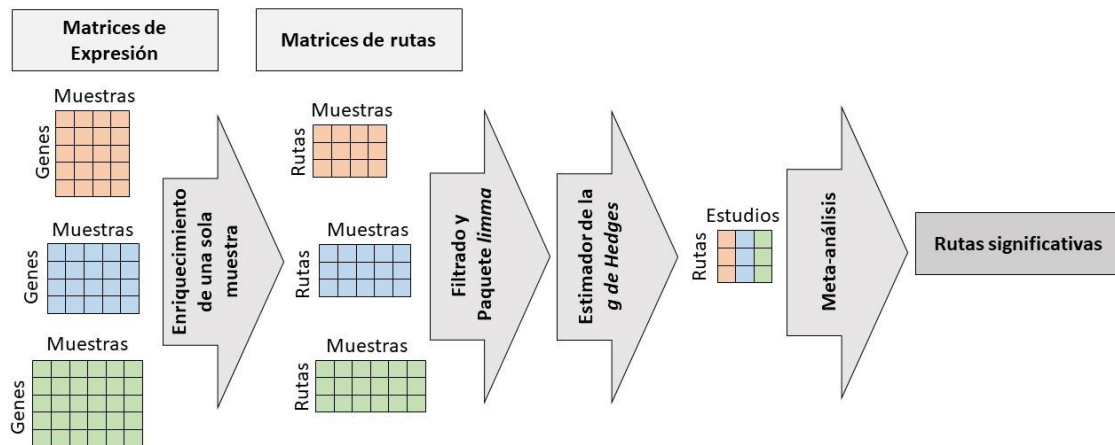 Matrices de
Expresión
Matrices de rutas
Muestras
Genes
Muestras
Genes
Muestras
Genes
Enriquecimiento
de una sola
muestra
Muestras
Rutas
Muestras
Rutas
Muestras
Rutas
Filtrado y
Paquete limma
Estimador de la
g de Hedges
Estudios
Rutas
Meta-análisis
Rutas significativas